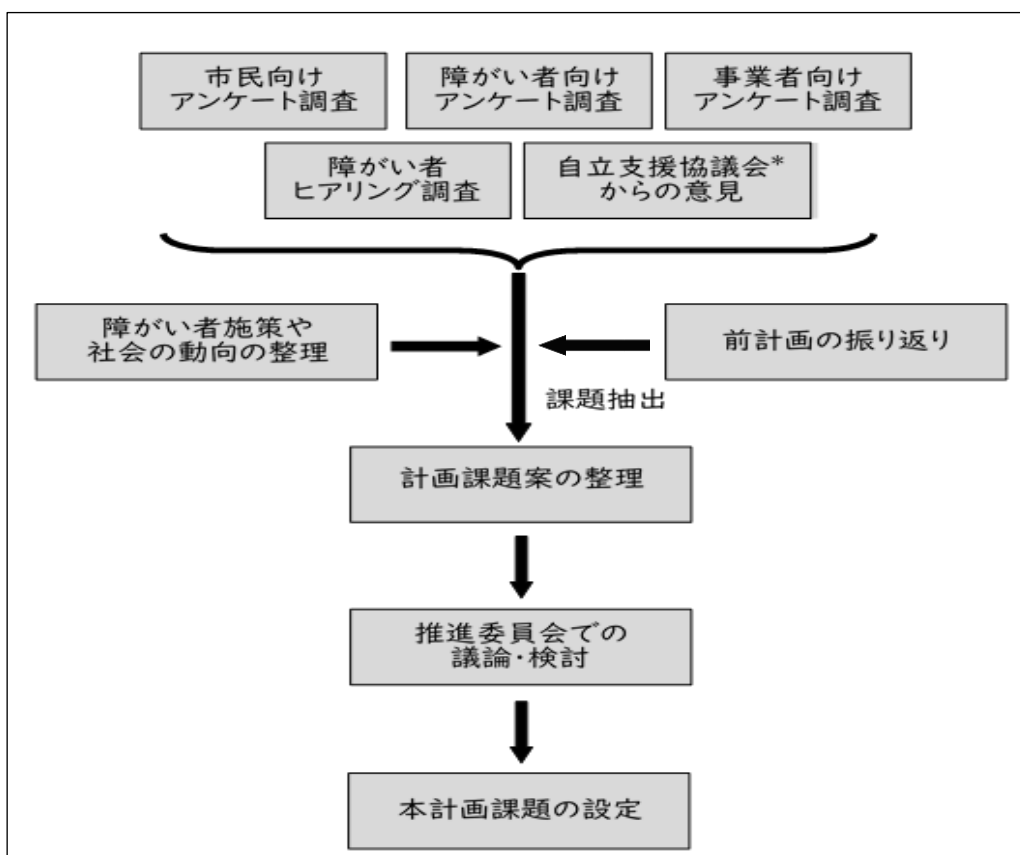 市民向け
アンケート調査
障がい者向け
アンケート調査
事業者向け
アンケート調査
障がい者
ヒアリング調査
自立支援協議会*
からの意見
障がい者施策や
社会の動向の整理
前計画の振り返り
課題抽出
計画課題案の整理
推進委員会での
議論・検討
本計画課題の設定